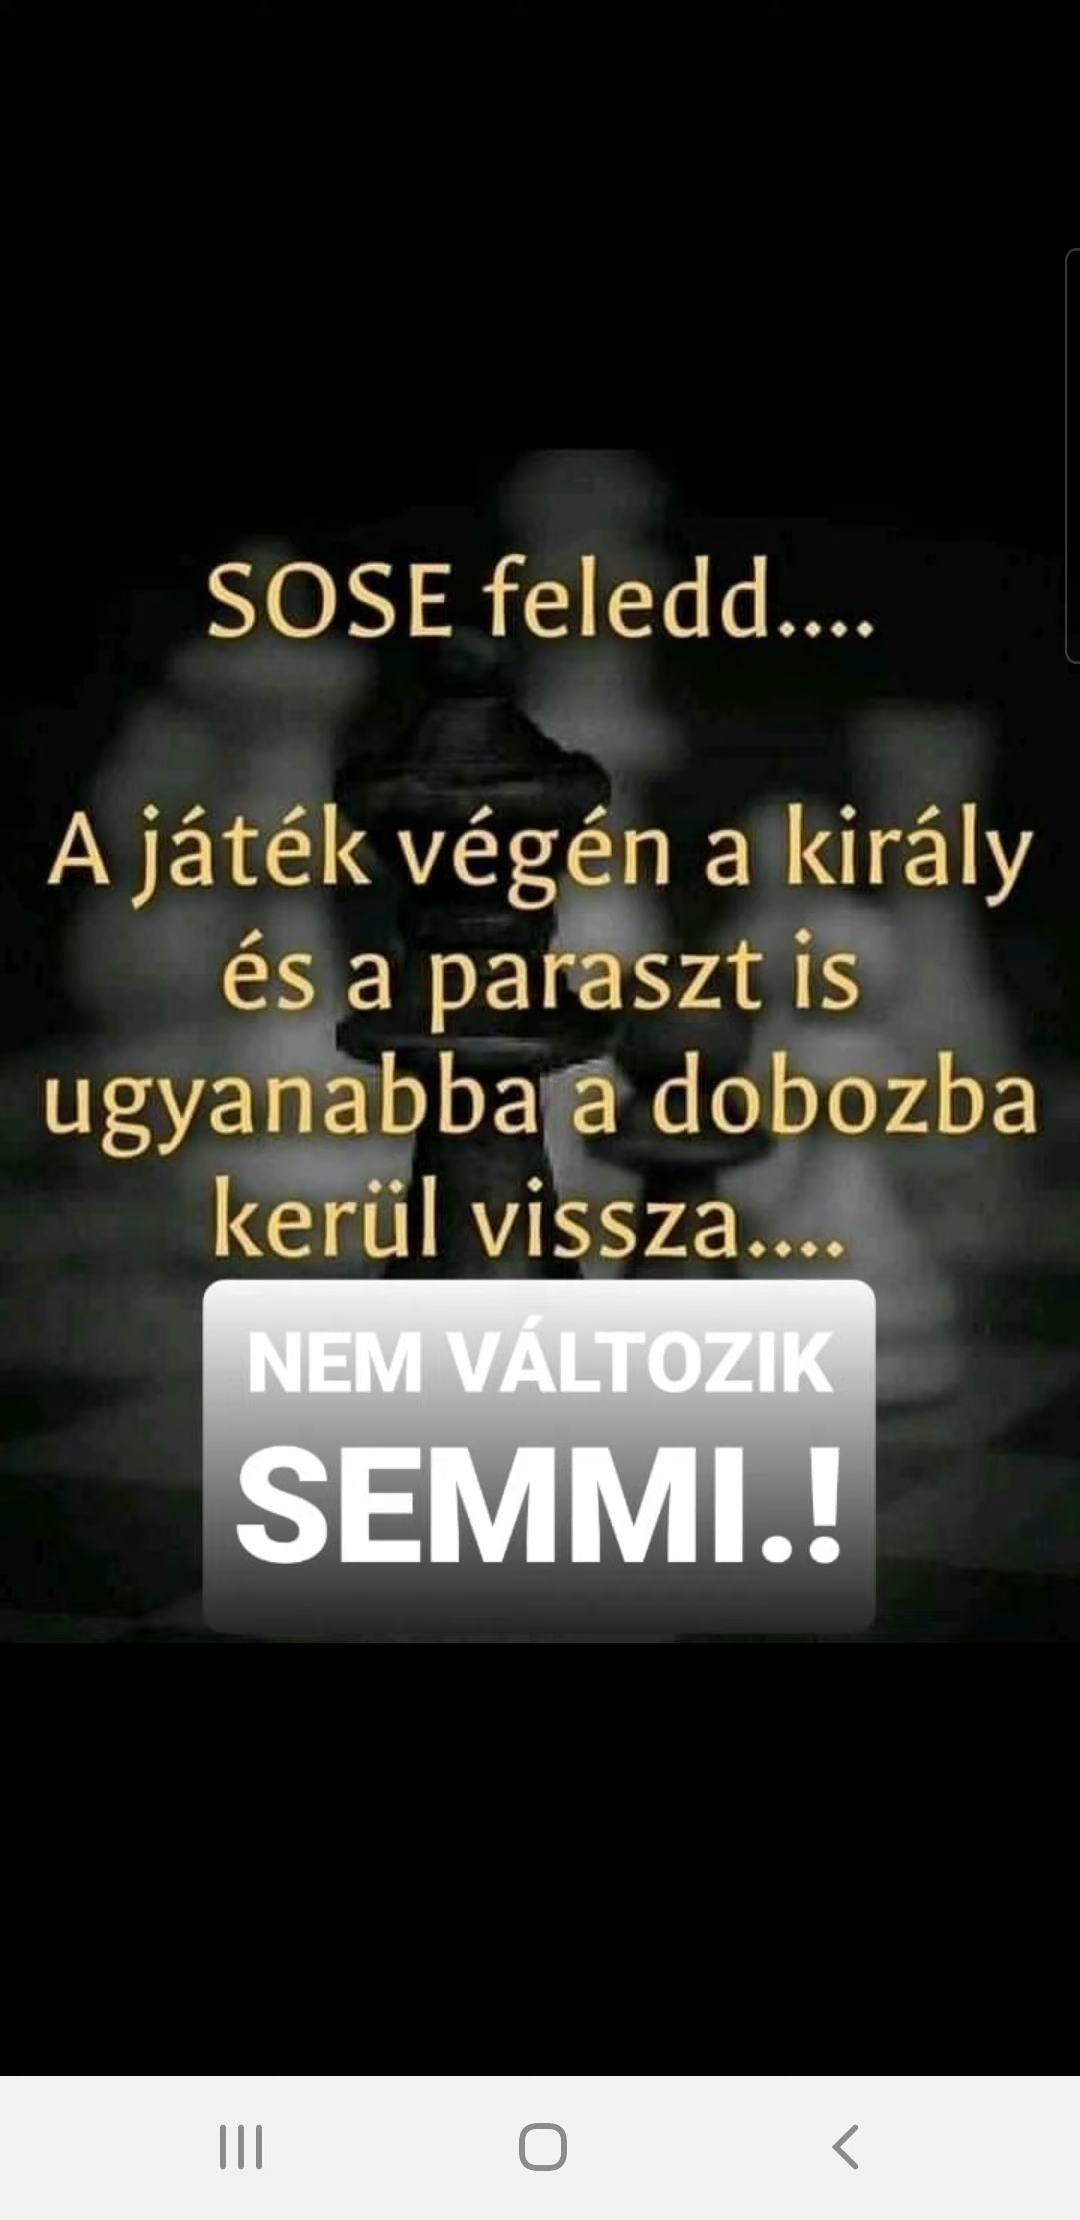 SOSE feledd....
A játék végén a király
és a paraszt is
ugyanabba a dobozba
kerül vissza....
NEM VÁLTOZIK
SEMMI.!